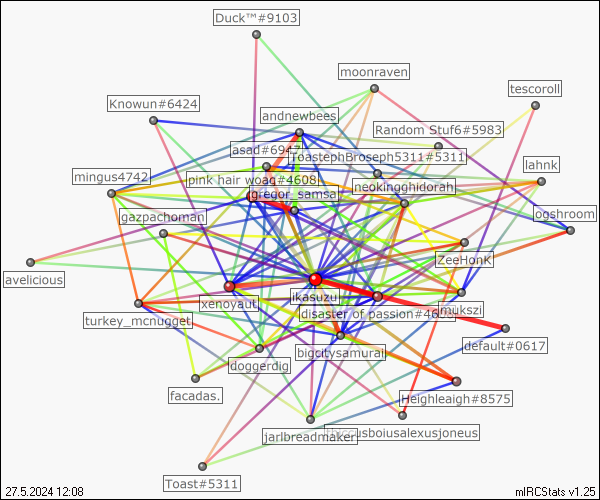 Duck™#9103
moonraven
tescoroll
Knowun#6424
andnewbees
Random Stuf6#5983
asad#6947
ToastephBroseph5311#5311
lahnk
mingus4742
pink hair woag#4608
neokingghidorah
gregor_samsa
gazpachoman
ogshroom
ZeeHonK
avelicious
xenoyaut
ikasuzu
jmukszi
turkey_mcnugget
disaster of passion#46
default#0617
bigcitysamurai
doggerdig
facadas.
Heighleaigh#8575
jarlbreadmaker
Toast#5311
27.5.2024 12:08
mIRCStats v1.25